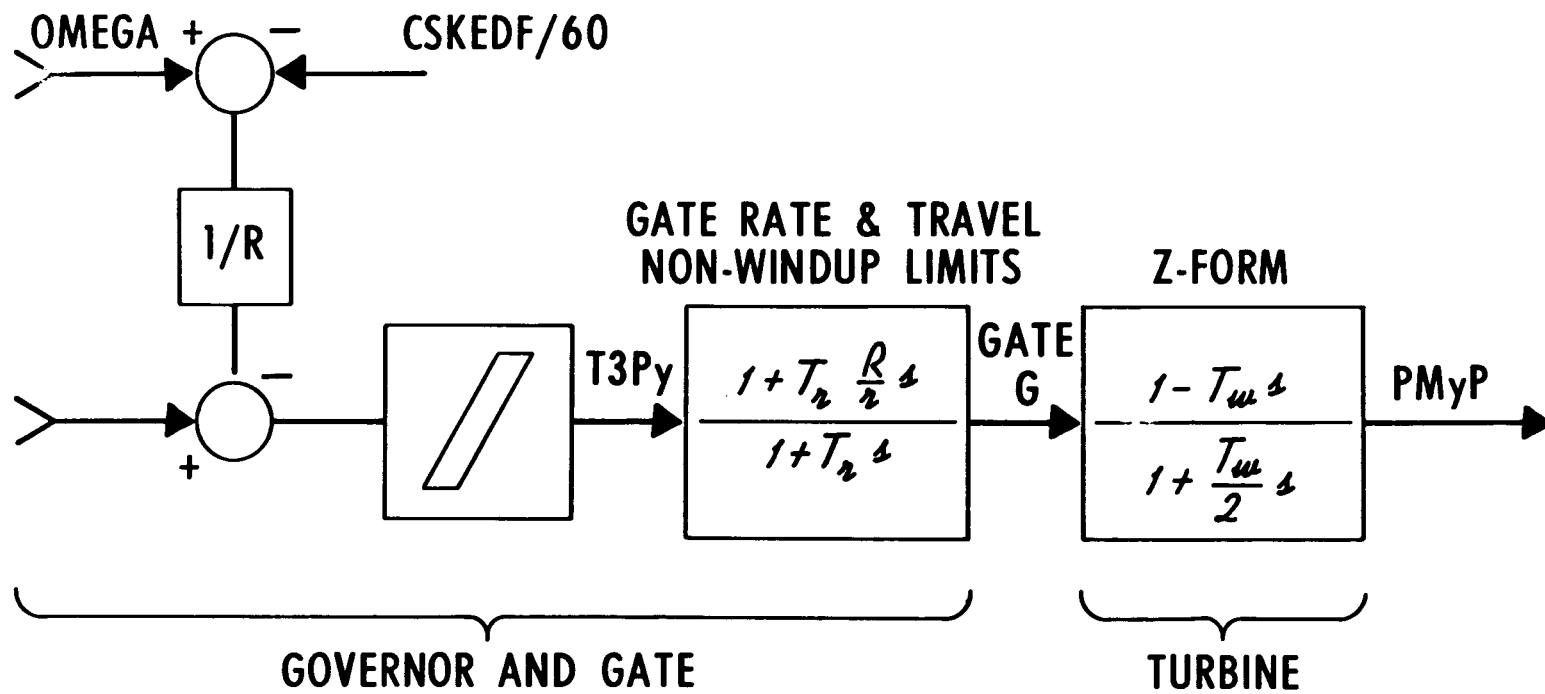 OMEGA + − CSKEDF/60
1/R
GATE RATE & TRAVEL
NON-WINDUP LIMITS
Z-FORM
− +
T3Py
1 + T_r R/r s
1 + T_r s
GATE
G
1 - T_w s
1 + T_w/2 s
PMyP
GOVERNOR AND GATE
TURBINE